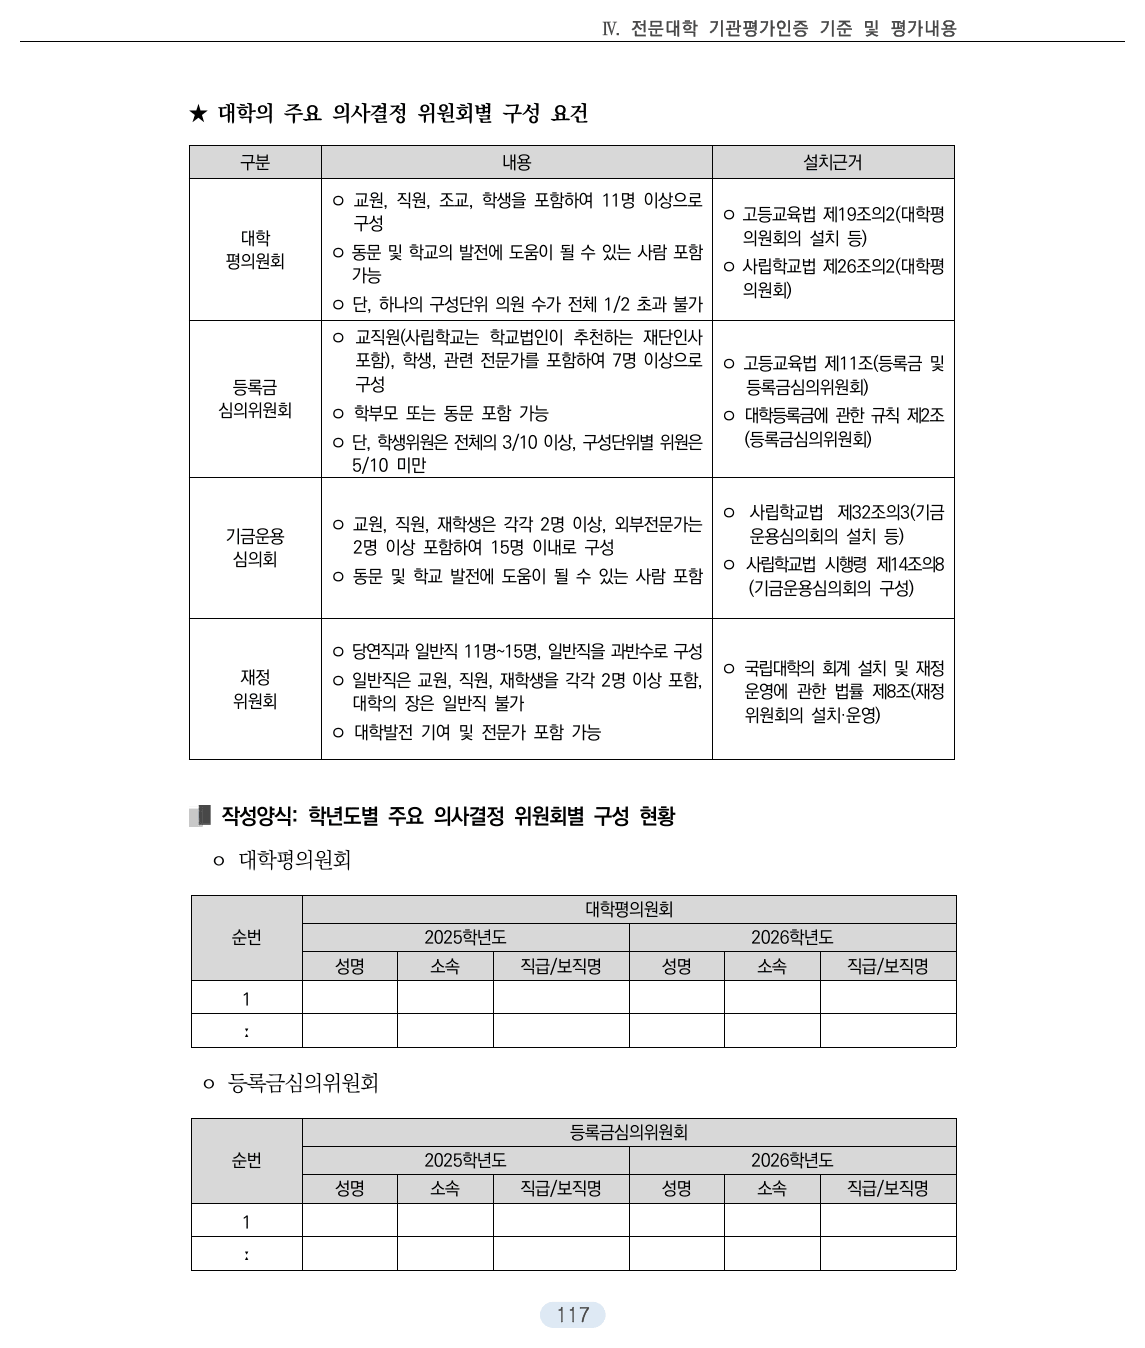 Ⅳ. 전문대학 기관평가인증 기준 및 평가내용
★ 대학의 주요 의사결정 위원회별 구성 요건
구분 내용 설치근거
대학
평의원회
ㅇ 교원, 직원, 조교, 학생을 포함하여 11명 이상으로
구성
ㅇ 동문 및 학교의 발전에 도움이 될 수 있는 사람 포함
가능
ㅇ 단, 하나의 구성단위 의원 수가 전체 1/2 초과 불가
ㅇ 고등교육법 제19조의2(대학평
의원회의 설치 등)
ㅇ 사립학교법 제26조의2(대학평
의원회)
등록금
심의위원회
ㅇ 교직원(사립학교는 학교법인이 추천하는 재단인사
포함), 학생, 관련 전문가를 포함하여 7명 이상으로
구성
ㅇ 학부모 또는 동문 포함 가능
ㅇ 단, 학생위원은 전체의 3/10 이상, 구성단위별 위원은
5/10 미만
ㅇ 고등교육법 제11조(등록금 및
등록금심의위원회)
ㅇ 대학등록금에 관한 규칙 제2조
(등록금심의위원회)
기금운용
심의회
ㅇ 교원, 직원, 재학생은 각각 2명 이상, 외부전문가는
2명 이상 포함하여 15명 이내로 구성
ㅇ 동문 및 학교 발전에 도움이 될 수 있는 사람 포함
ㅇ 사립학교법 제32조의3(기금
운용심의회의 설치 등)
ㅇ 사립학교법 시행령 제14조의8
(기금운용심의회의 구성)
재정
위원회
ㅇ 당연직과 일반직 11명~15명, 일반직을 과반수로 구성
ㅇ 일반직은 교원, 직원, 재학생을 각각 2명 이상 포함,
대학의 장은 일반직 불가
ㅇ 대학발전 기여 및 전문가 포함 가능
ㅇ 국립대학의 회계 설치 및 재정
운영에 관한 법률 제8조(재정
위원회의 설치·운영)
작성양식: 학년도별 주요 의사결정 위원회별 구성 현황
ㅇ 대학평의원회
순번
대학평의원회
2025학년도 2026학년도
성명 소속 직급/보직명 성명 소속 직급/보직명
1
:
ㅇ 등록금심의위원회
순번
등록금심의위원회
2025학년도 2026학년도
성명 소속 직급/보직명 성명 소속 직급/보직명
1
:
117